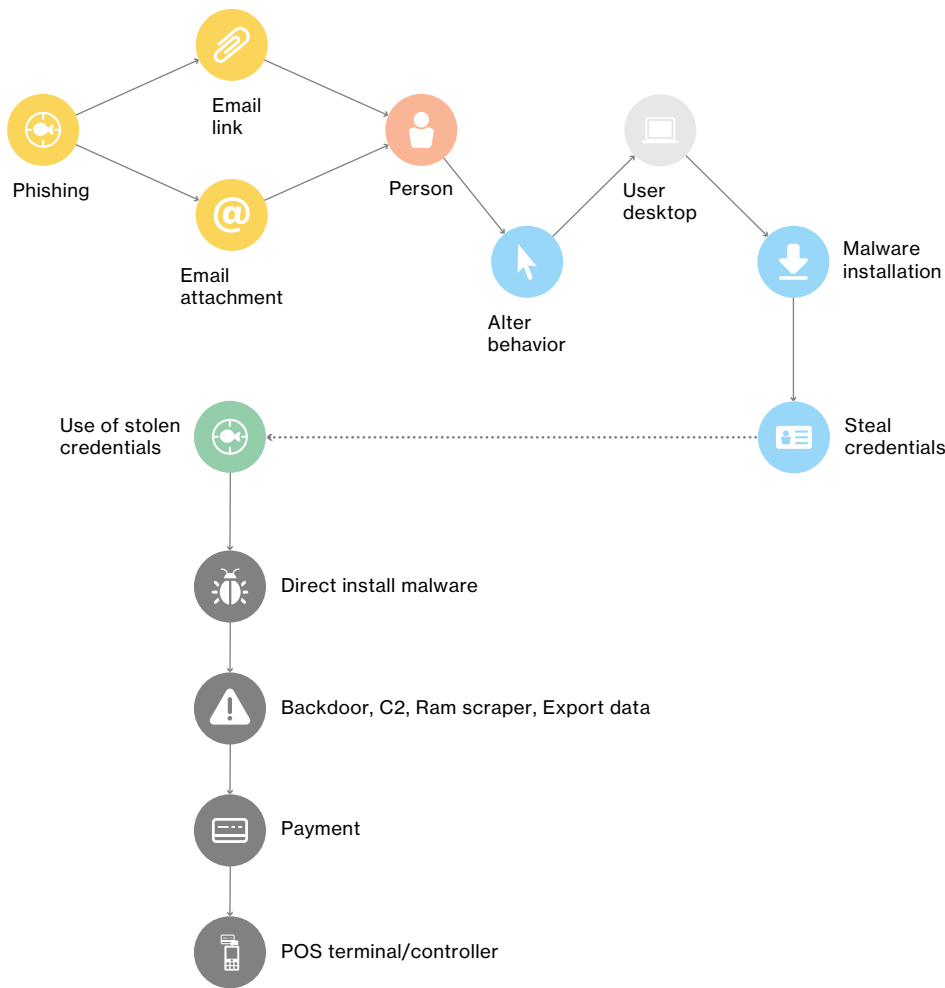 Email
link
Phishing
Person
User
desktop
@
Email
attachment
Malware
installation
Alter
behavior
Use of stolen
credentials
Steal
credentials
Direct install malware
Backdoor, C2, Ram scraper, Export data
Payment
POS terminal/controller